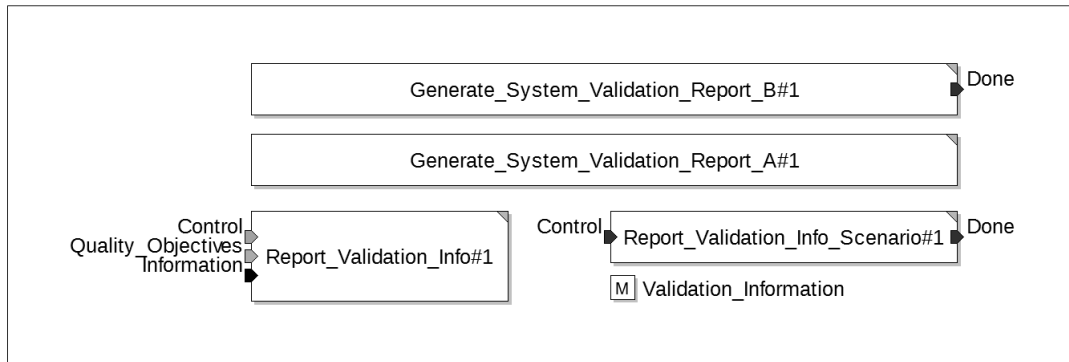 Generate_System_Validation_Report_B#1
Done
Generate_System_Validation_Report_A#1
Control
Quality_Objectives
Information
Report_Validation_Info#1
Control
Report_Validation_Info_Scenario#1
Done
M
Validation_Information